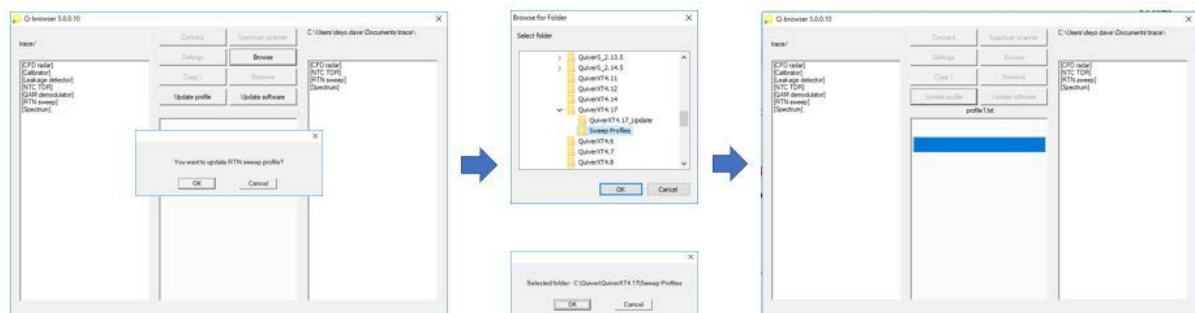 Q-browser 5.0.0.10
trace/
Connect
Spectrum scanner
C:\Users\deyo.dave\Documents\trace\
Settings
Browse
Copy >
Remove
Update profile
Update software
[CPD radar]
[Calibrator]
[Leakage detector]
[NTC TDR]
[QAM demodulator]
[RTN sweep]
[Spectrum]
[CPD radar]
[NTC TDR]
[RTN sweep]
[Spectrum]
You want to update RTN sweep profile?
OK
Cancel
Browse for Folder
Select folder
QuiverS_2.13.5
QuiverS_2.14.5
QuiverXT4.11
QuiverXT4.12
QuiverXT4.14
QuiverXT4.17
QuiverXT4.17_Update
Sweep Profiles
QuiverXT4.6
QuiverXT4.7
QuiverXT4.8
OK
Cancel
Selected folder - C:\Quiver\QuiverXT4.17\Sweep Profiles
OK
Cancel
Q-browser 5.0.0.10
trace/
Connect
Spectrum scanner
C:\Users\deyo.dave\Documents\trace\
Settings
Browse
Copy >
Remove
Update profile
Update software
profile1.txt
[CPD radar]
[Calibrator]
[Leakage detector]
[NTC TDR]
[QAM demodulator]
[RTN sweep]
[Spectrum]
[CPD radar]
[NTC TDR]
[RTN sweep]
[Spectrum]